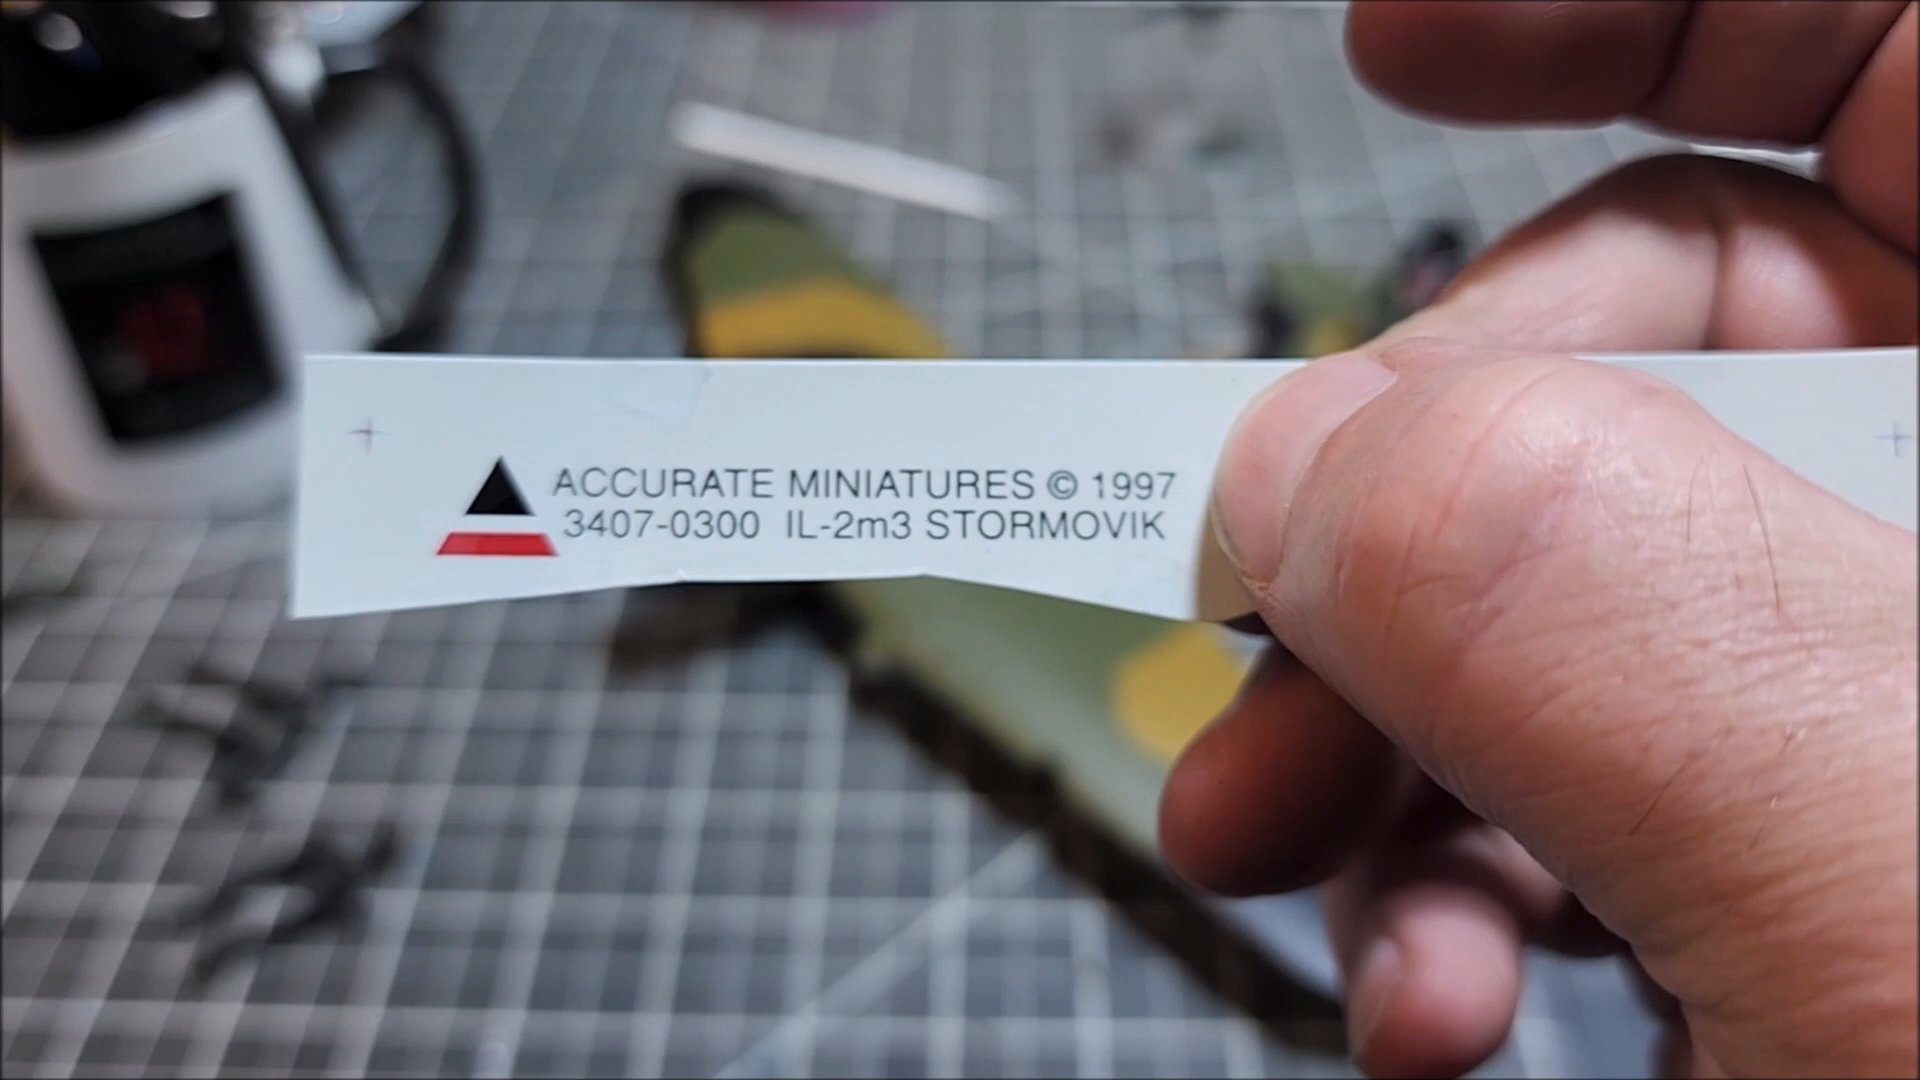 ACCURATE MINIATURES © 1997
3407-0300 IL-2m3 STORMOVIK